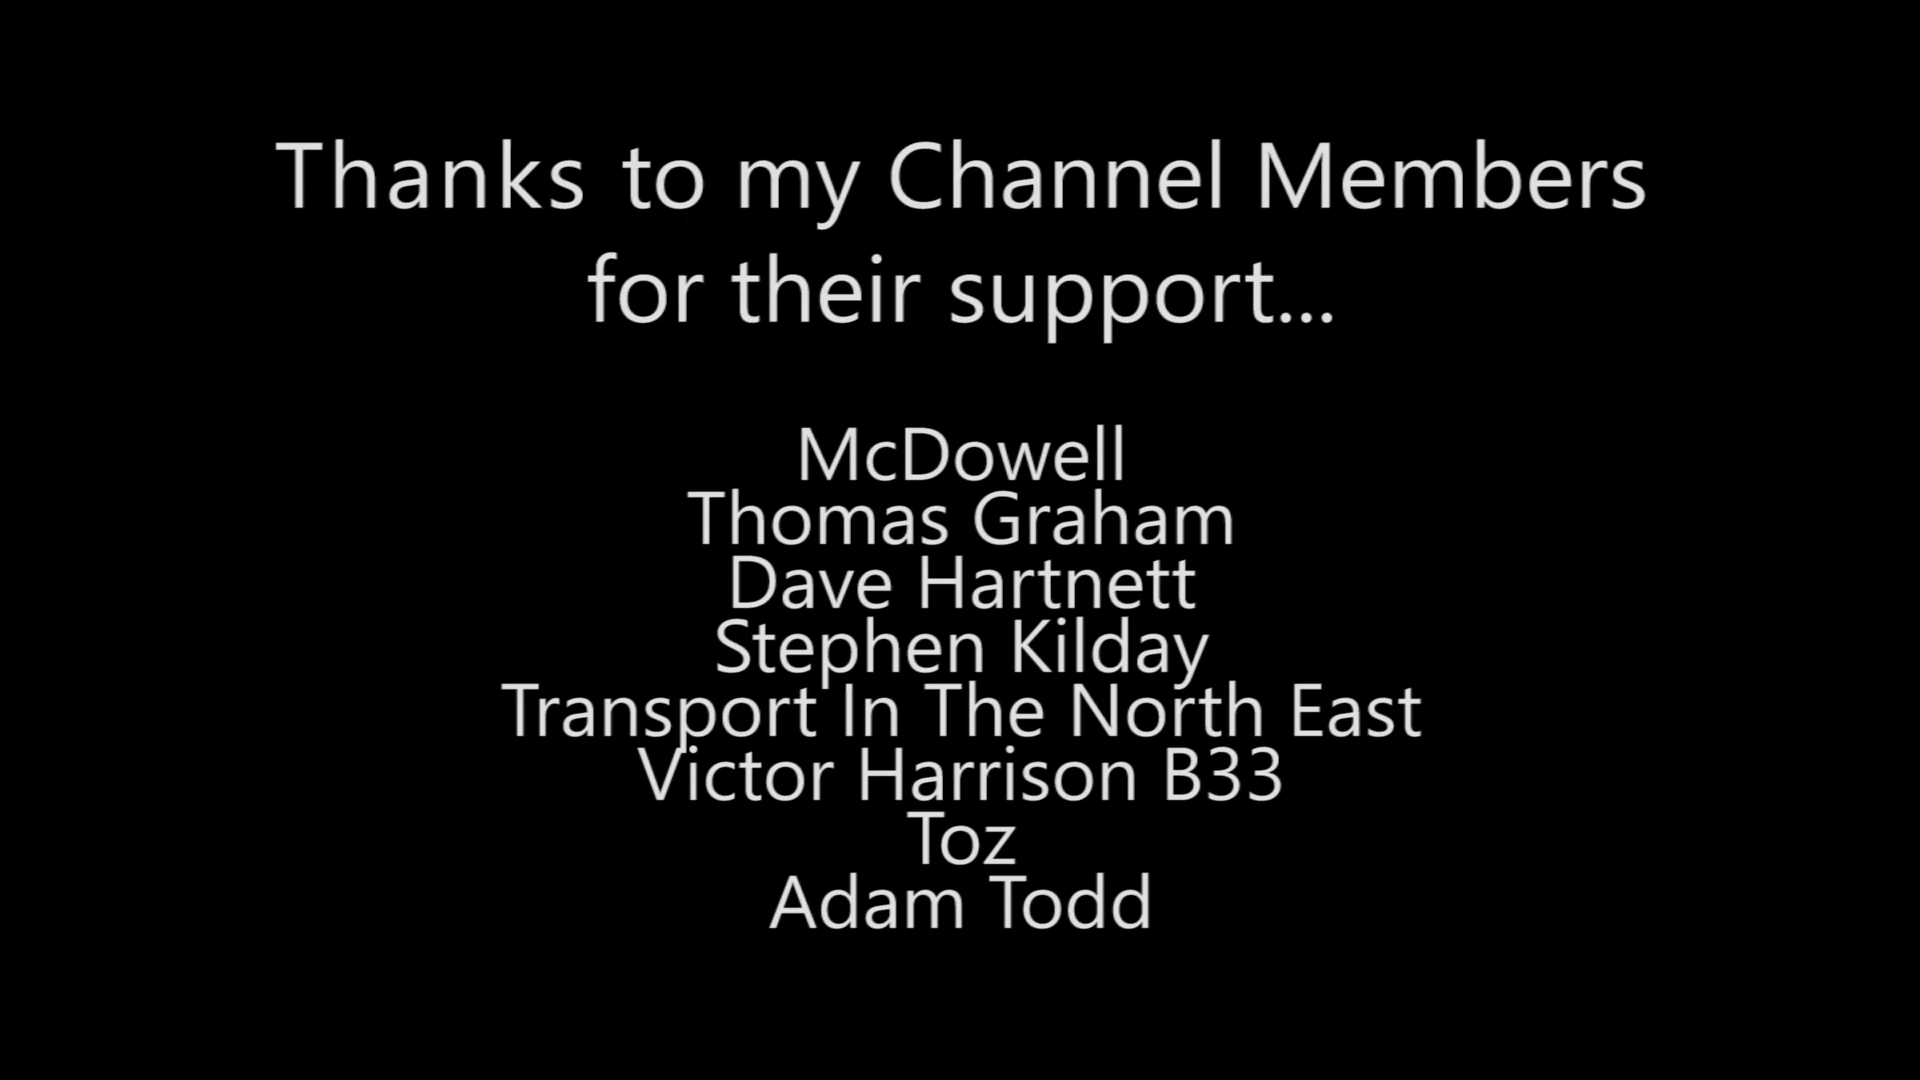 Thanks to my Channel Members
for their support...
McDowell
Thomas Graham
Dave Hartnett
Stephen Kilday
Transport In The North East
Victor Harrison B33
Toz
Adam Todd